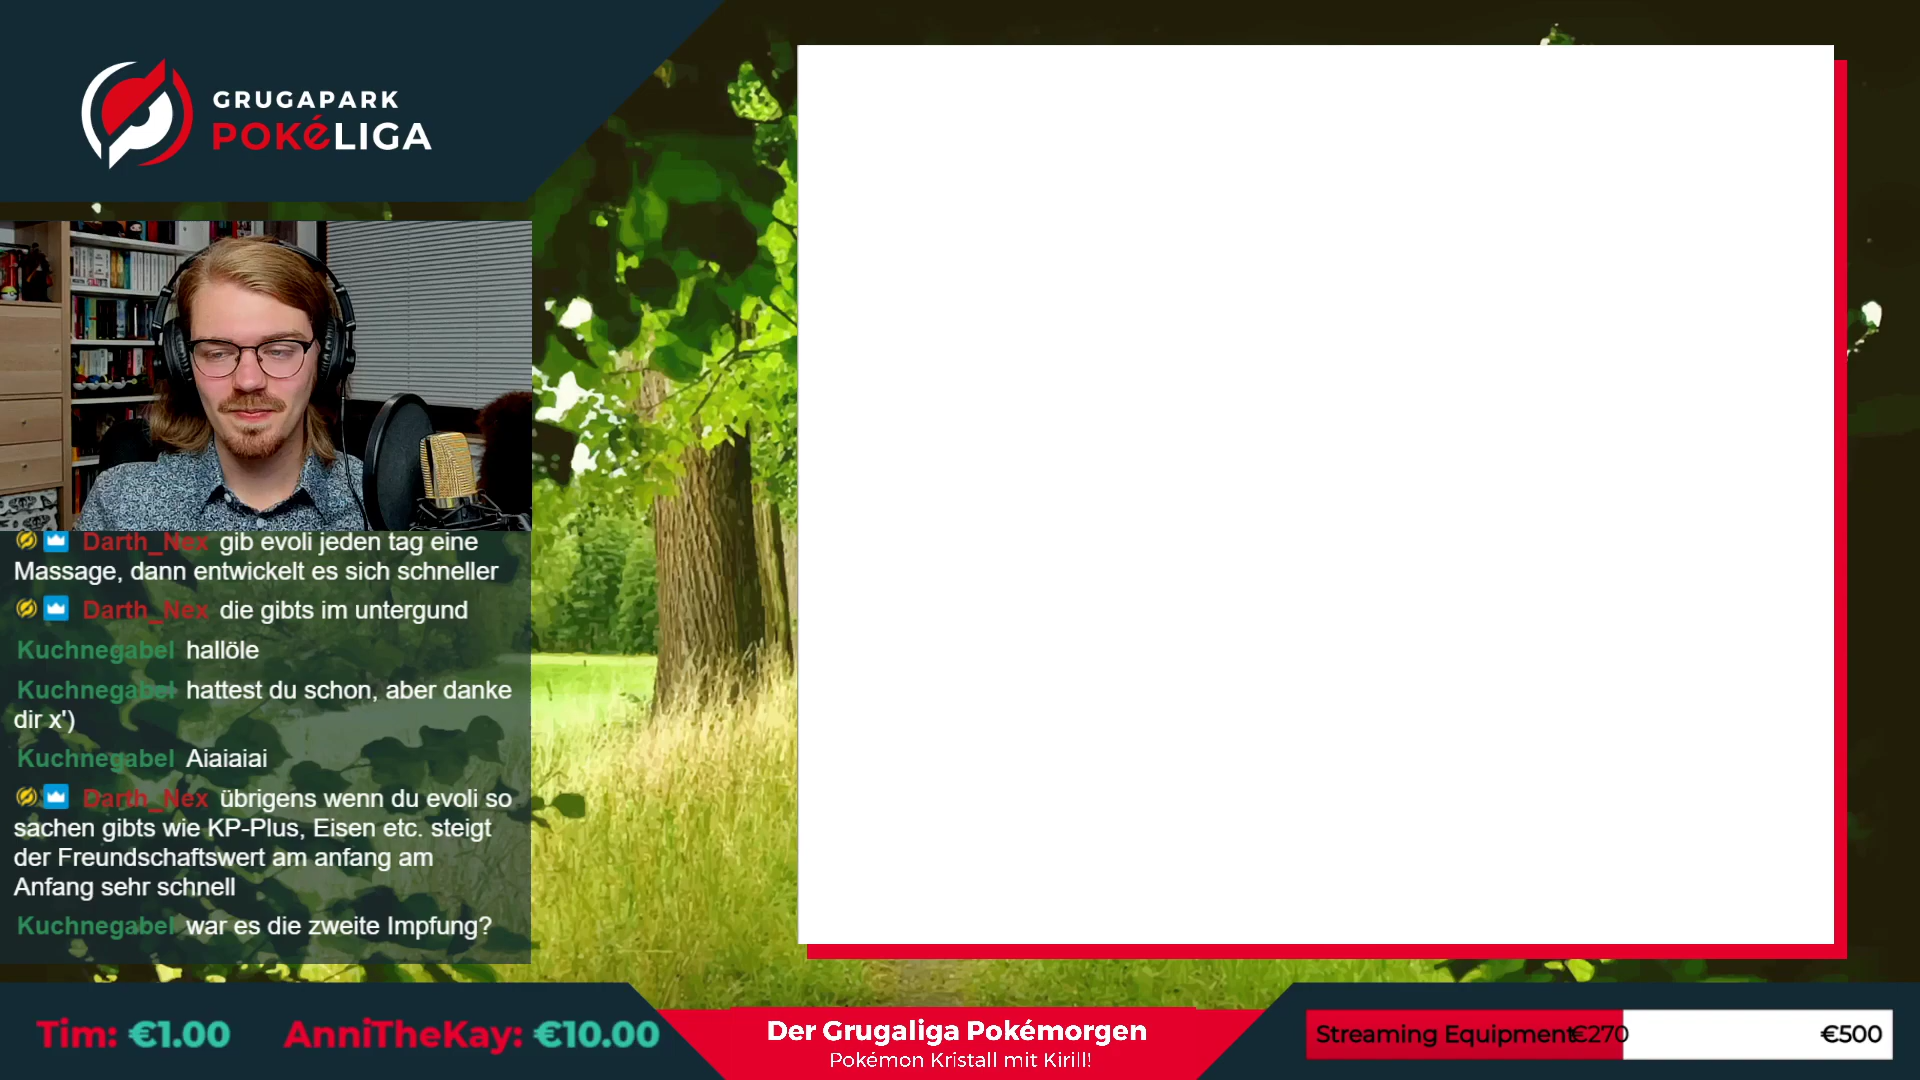 GRUGAPARK
POKéLIGA
Darth_Nex gib evoli jeden tag eine
Massage, dann entwickelt es sich schneller
Darth_Nex die gibts im untergund
Kuchnegabel hallöle
Kuchnegabel hattest du schon, aber danke
dir x')
Kuchnegabel Aiaiaiai
Darth_Nex übrigens wenn du evoli so
sachen gibts wie KP-Plus, Eisen etc. steigt
der Freundschaftswert am anfang am
Anfang sehr schnell
Kuchnegabel war es die zweite Impfung?
Tim: €1.00 AnniTheKay: €10.00
Der Grugaliga Pokémorgen
Pokémon Kristall mit Kirill!
Streaming Equipment €270 €500